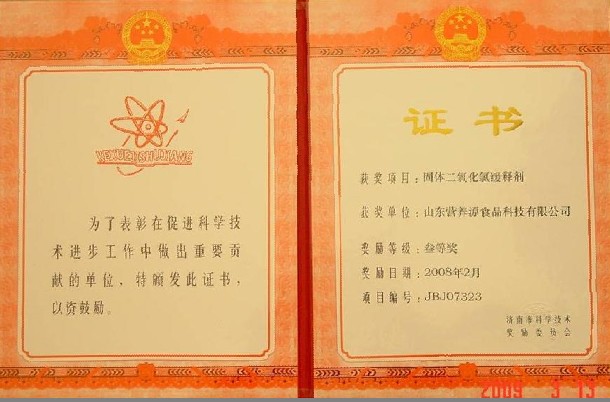 为了表彰在促进科学技
术进步工作中做出重要贡
献的单位，特颁发此证书，
以资鼓励。
证书
获奖项目：固体二氧化氯缓释剂
获奖单位：山东营养源食品科技有限公司
奖励等级：叁等奖
奖励日期：2008年2月
项目编号：JBJ07323
济南市科学技术
奖励委员会
2009 3 13